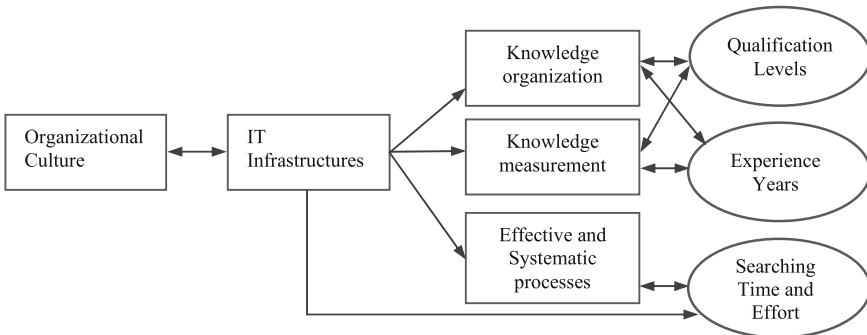 Organizational
Culture
IT
Infrastructures
Knowledge
organization
Knowledge
measurement
Effective and
Systematic
processes
Qualification
Levels
Experience
Years
Searching
Time and
Effort